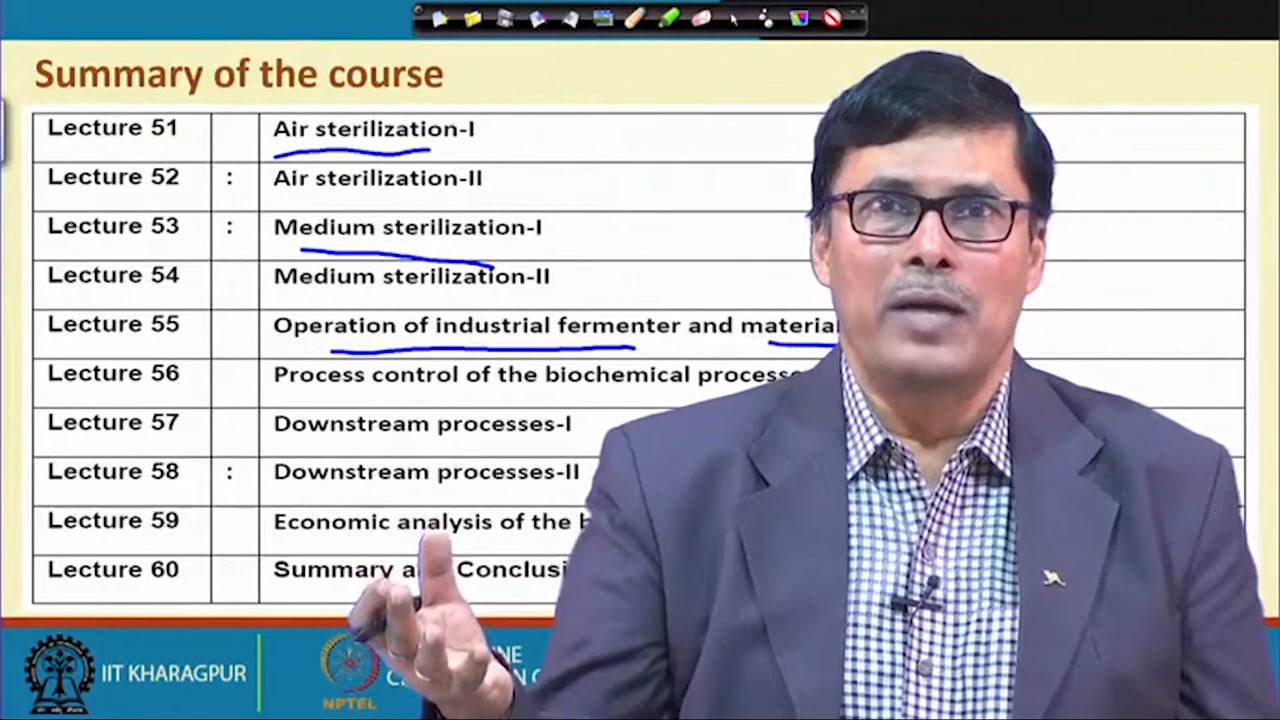 Summary of the course
Lecture 51 Air sterilization-I
Lecture 52 : Air sterilization-II
Lecture 53 : Medium sterilization-I
Lecture 54 Medium sterilization-II
Lecture 55 Operation of industrial fermenter and
Lecture 56 Process control of the biochemical
Lecture 57 Downstream processes-I
Lecture 58 : Downstream processes-II
Lecture 59 Economic analysis of the
Lecture 60 Summary
IIT KHARAGPUR
NPTEL